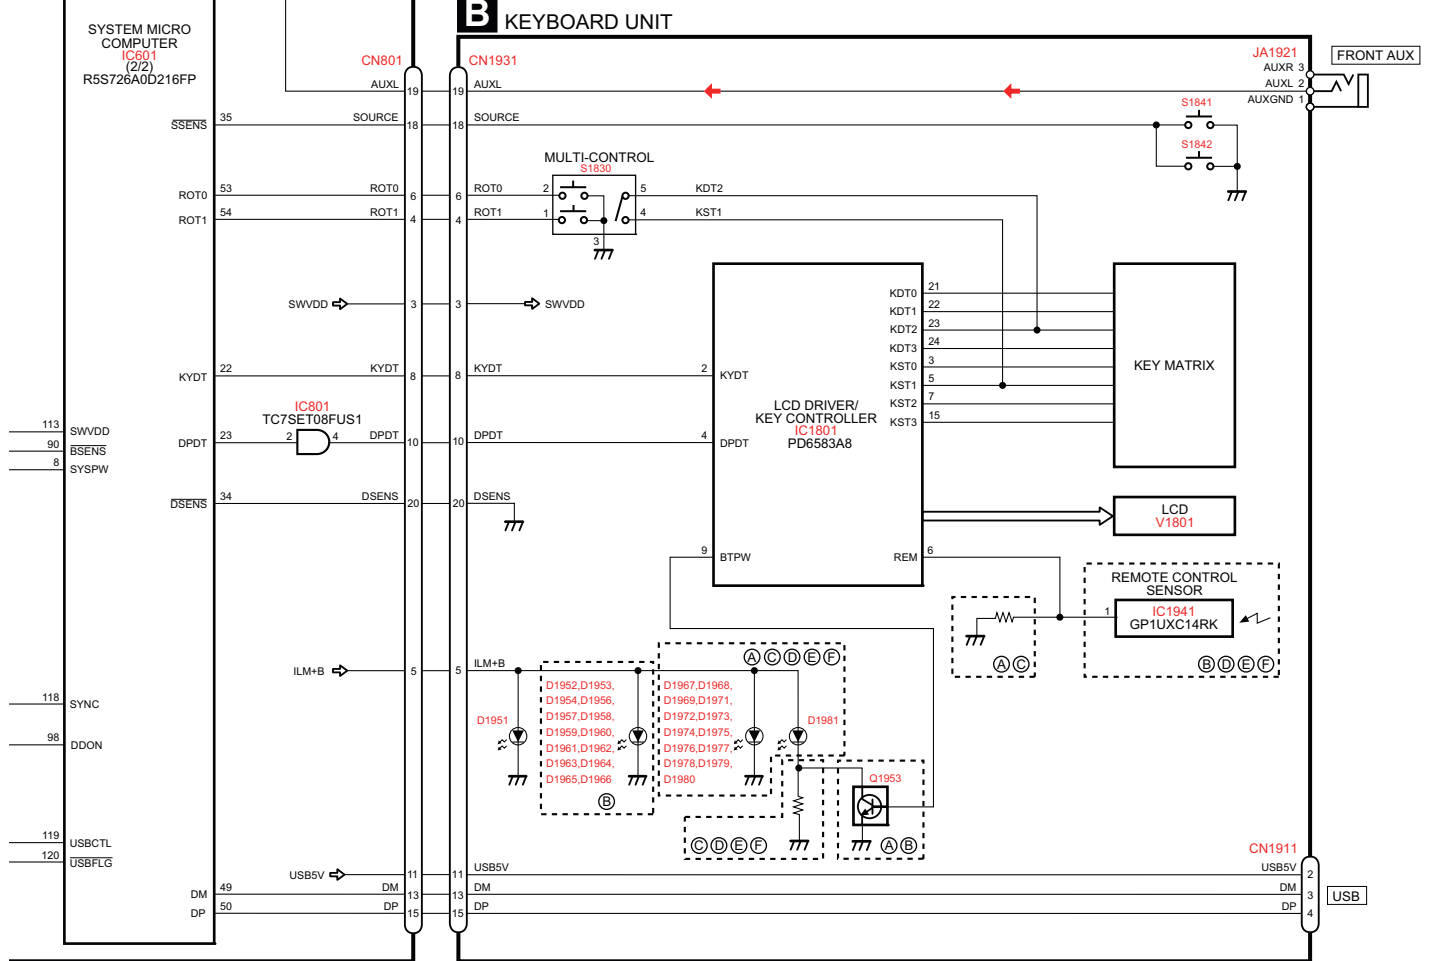 B KEYBOARD UNIT
SYSTEM MICRO
COMPUTER
IC601
(2/2)
R5S726A0D216FP
CN801
CN1931
JA1921
FRONT AUX
AUXR 3
AUXL 19 19 AUXL
AUXL 2
AUXGND 1
SSENS 35 SOURCE 18 18 SOURCE
S1841
S1842
MULTI-CONTROL
S1830
ROT0 53 ROT0 6 6 ROT0 2 5 KDT2
ROT1 54 ROT1 4 4 ROT1 1 4 KST1
3
SWVDD 3 3 SWVDD
KDT0 21
KDT1 22
KDT2 23
KDT3 24
KST0 3
KST1 5
KST2 7
KST3 15
KEY MATRIX
KYDT 22 KYDT 8 8 KYDT 2 KYDT
LCD DRIVER/
KEY CONTROLLER
IC1801
PD6583A8
IC801
TC7SET08FUS1
DPDT 23 2 4 DPDT 10 10 DPDT 4 DPDT
113 SWVDD
90 BSENS
8 SYSPW
DSENS 34 DSENS 20 20 DSENS
LCD
V1801
9 BTPW
REM 6
REMOTE CONTROL
SENSOR
1 IC1941
GP1UXC14RK
A C
B D E F
ILM+B 5 5 ILM+B
A C D E F
D1951
D1952,D1953,
D1954,D1956,
D1957,D1958,
D1959,D1960,
D1961,D1962,
D1963,D1964,
D1965,D1966
B
D1967,D1968,
D1969,D1971,
D1972,D1973,
D1974,D1975,
D1976,D1977,
D1978,D1979,
D1980
D1981
Q1953
C D E F
A B
118 SYNC
98 DDON
119 USBCTL
120 USBFLG
CN1911
USB5V 11 11 USB5V USB5V 2
DM 49 DM 13 13 DM DM 3
USB
DP 50 DP 15 15 DP DP 4